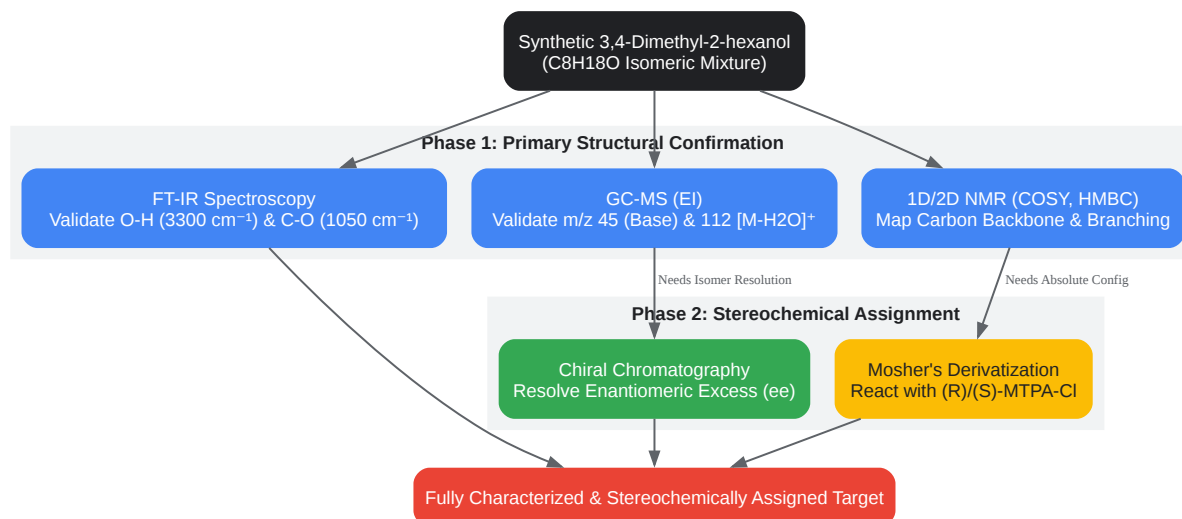 Synthetic 3,4-Dimethyl-2-hexanol
(C8H18O Isomeric Mixture)
Phase 1: Primary Structural Confirmation
FT-IR Spectroscopy
Validate O-H (3300 cm⁻¹) & C-O (1050 cm⁻¹)
GC-MS (EI)
Validate m/z 45 (Base) & 112 [M-H2O]⁺
1D/2D NMR (COSY, HMBC)
Map Carbon Backbone & Branching
Needs Isomer Resolution
Needs Absolute Config
Phase 2: Stereochemical Assignment
Chiral Chromatography
Resolve Enantiomeric Excess (ee)
Mosher's Derivatization
React with (R)/(S)-MTPA-Cl
Fully Characterized & Stereochemically Assigned Target